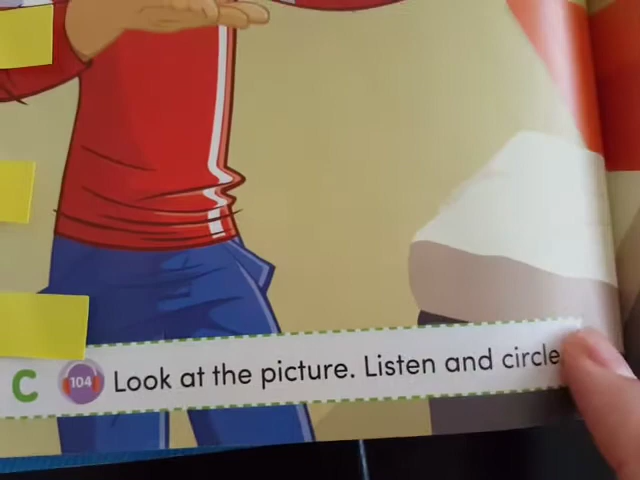 C 104 Look at the picture. Listen and circle